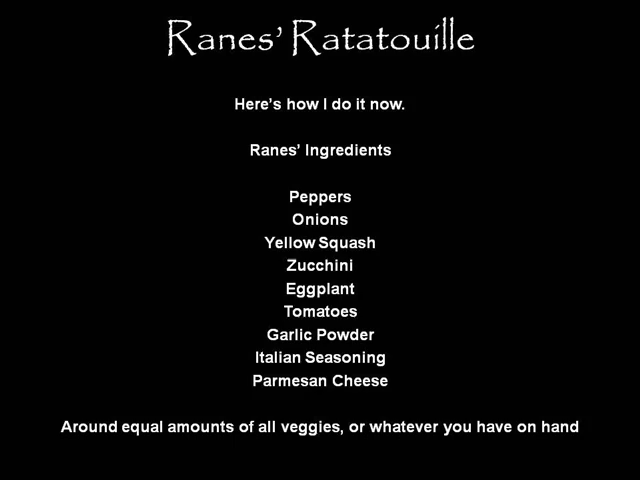 Ranes’ Ratatouille
Here’s how I do it now.
Ranes’ Ingredients
Peppers
Onions
Yellow Squash
Zucchini
Eggplant
Tomatoes
Garlic Powder
Italian Seasoning
Parmesan Cheese
Around equal amounts of all veggies, or whatever you have on hand